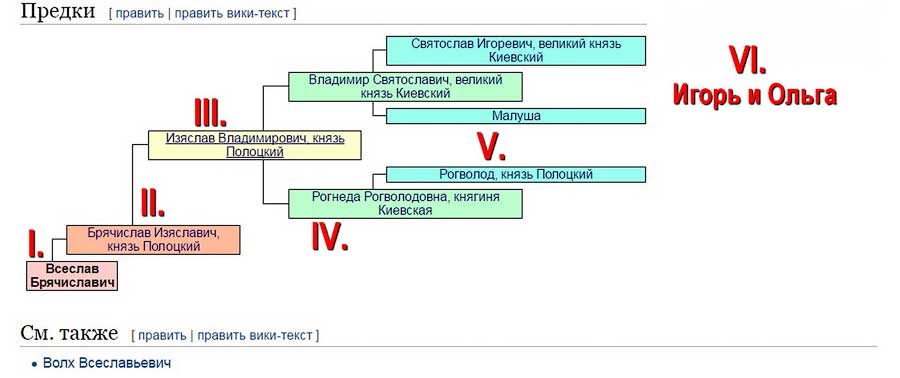 Предки [ править | править вики-текст ]
Святослав Игоревич, великий князь
Киевский
VI.
Игорь и Ольга
Владимир Святославич, великий
князь Киевский
Малуша
III.
Изяслав Владимирович, князь
Полоцкий
V.
Рогволод, князь Полоцкий
Рогнеда Рогволодовна, княгиня
Киевская
IV.
II.
Брячислав Изяславич,
князь Полоцкий
I.
Всеслав
Брячиславич
См. также [ править | править вики-текст ]
• Волх Всеславьевич